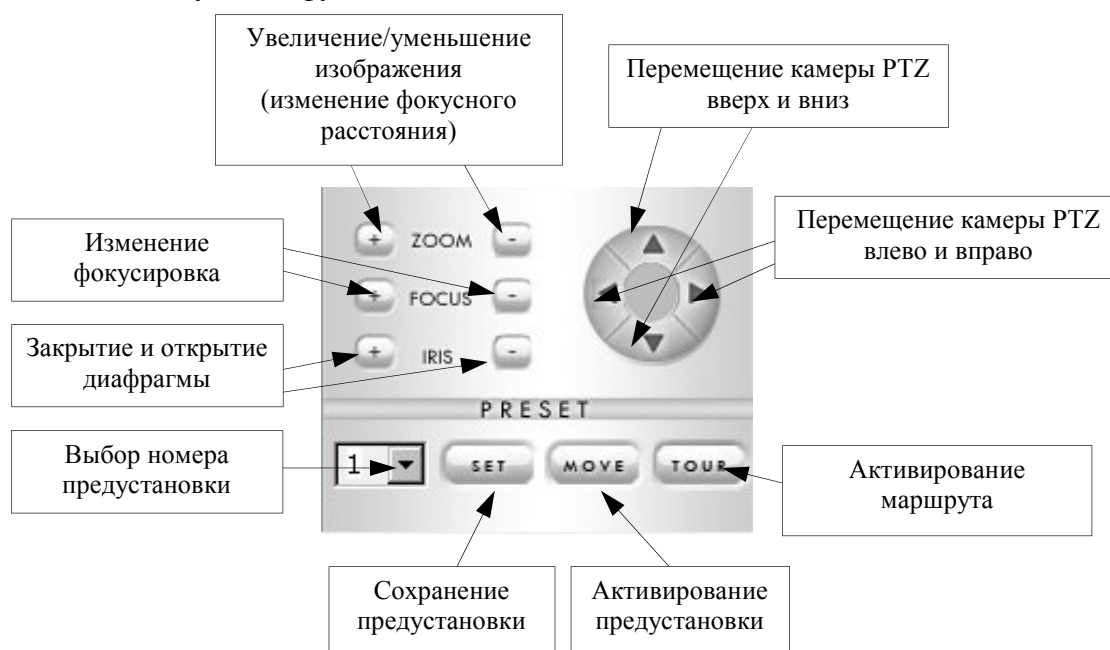 Увеличение/уменьшение
изображения
(изменение фокусного
расстояния)
Перемещение камеры PTZ
вверх и вниз
Изменение
фокусировка
Перемещение камеры PTZ
влево и вправо
Закрытие и открытие
диафрагмы
+ ZOOM -
+ FOCUS -
+ IRIS -
PRESET
Выбор номера
предустановки
1 SET MOVE TOUR
Активирование
маршрута
Сохранение
предустановки
Активирование
предустановки